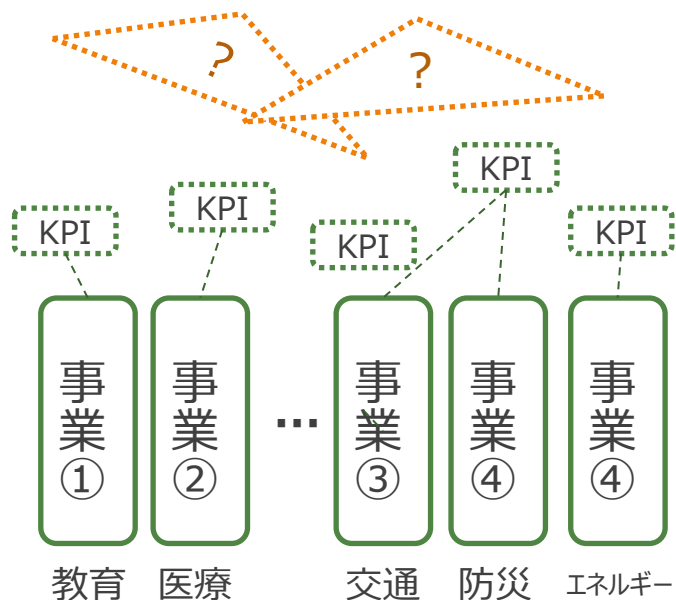 ?
?
KPI
KPI
KPI
KPI
KPI
事業①
事業②
…
事業③
事業④
事業④
教育
医療
交通
防災
エネルギー